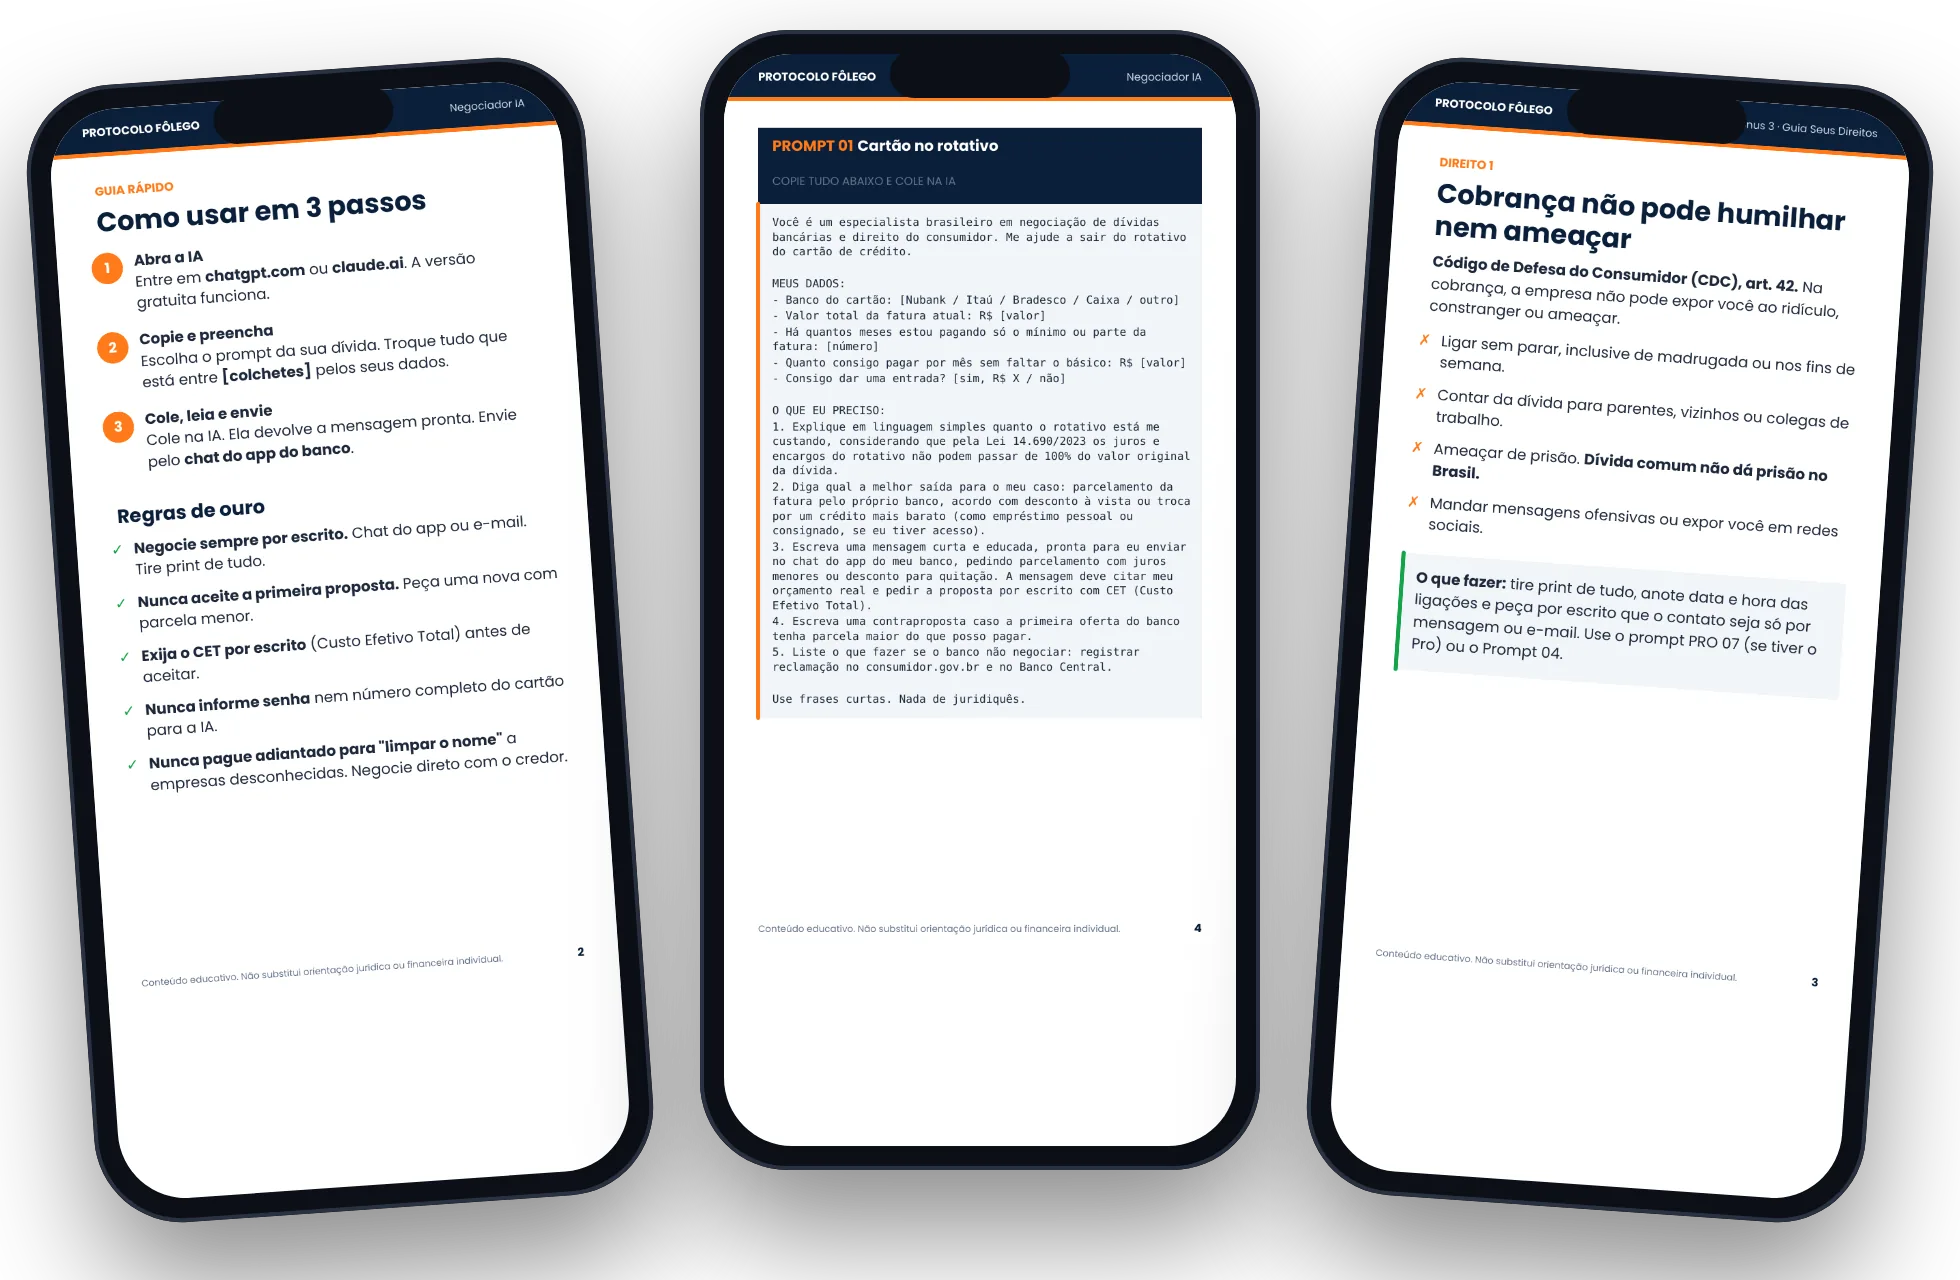 PROTOCOLO FÔLEGO
Negociador IA
GUIA RÁPIDO
Como usar em 3 passos
1
Abra a IA
Entre em chatgpt.com ou claude.ai. A versão
gratuita funciona.
2
Copie e preencha
Escolha o prompt da sua dívida. Troque tudo que
está entre [colchetes] pelos seus dados.
3
Cole, leia e envie
Cole na IA. Ela devolve a mensagem pronta. Envie
pelo chat do app do banco.
Regras de ouro
✓ Negocie sempre por escrito. Chat do app ou e-mail.
Tire print de tudo.
✓ Nunca aceite a primeira proposta. Peça uma nova com
parcela menor.
✓ Exija o CET por escrito (Custo Efetivo Total) antes de
aceitar.
✓ Nunca informe senha nem número completo do cartão
para a IA.
✓ Nunca pague adiantado para "limpar o nome" a
empresas desconhecidas. Negocie direto com o credor.
Conteúdo educativo. Não substitui orientação jurídica ou financeira individual.
2
PROTOCOLO FÔLEGO
Negociador IA
PROMPT 01 Cartão no rotativo
COPIE TUDO ABAIXO E COLE NA IA
Você é um especialista brasileiro em negociação de dívidas
bancárias e direito do consumidor. Me ajude a sair do rotativo
do cartão de crédito.
MEUS DADOS:
- Banco do cartão: [Nubank / Itaú / Bradesco / Caixa / outro]
- Valor total da fatura atual: R$ [valor]
- Há quantos meses estou pagando só o mínimo ou parte da
fatura: [número]
- Quanto consigo pagar por mês sem faltar o básico: R$ [valor]
- Consigo dar uma entrada? [sim, R$ X / não]
O QUE EU PRECISO:
1. Explique em linguagem simples quanto o rotativo está me
custando, considerando que pela Lei 14.690/2023 os juros e
encargos do rotativo não podem passar de 100% do valor original
da dívida.
2. Diga qual a melhor saída para o meu caso: parcelamento da
fatura pelo próprio banco, acordo com desconto à vista ou troca
por um crédito mais barato (como empréstimo pessoal ou
consignado, se eu tiver acesso).
3. Escreva uma mensagem curta e educada, pronta para eu enviar
no chat do app do meu banco, pedindo parcelamento com juros
menores ou desconto para quitação. A mensagem deve citar meu
orçamento real e pedir a proposta por escrito com CET (Custo
Efetivo Total).
4. Escreva uma contraproposta caso a primeira oferta do banco
tenha parcela maior do que posso pagar.
5. Liste o que fazer se o banco não negociar: registrar
reclamação no consumidor.gov.br e no Banco Central.
Use frases curtas. Nada de juridiquês.
Conteúdo educativo. Não substitui orientação jurídica ou financeira individual.
4
PROTOCOLO FÔLEGO
nus 3 · Guia Seus Direitos
DIREITO 1
Cobrança não pode humilhar
nem ameaçar
Código de Defesa do Consumidor (CDC), art. 42. Na
cobrança, a empresa não pode expor você ao ridículo,
constranger ou ameaçar.
✗ Ligar sem parar, inclusive de madrugada ou nos fins de
semana.
✗ Contar da dívida para parentes, vizinhos ou colegas de
trabalho.
✗ Ameaçar de prisão. Dívida comum não dá prisão no
Brasil.
✗ Mandar mensagens ofensivas ou expor você em redes
sociais.
O que fazer: tire print de tudo, anote data e hora das
ligações e peça por escrito que o contato seja só por
mensagem ou e-mail. Use o prompt PRO 07 (se tiver o
Pro) ou o Prompt 04.
Conteúdo educativo. Não substitui orientação jurídica ou financeira individual.
3